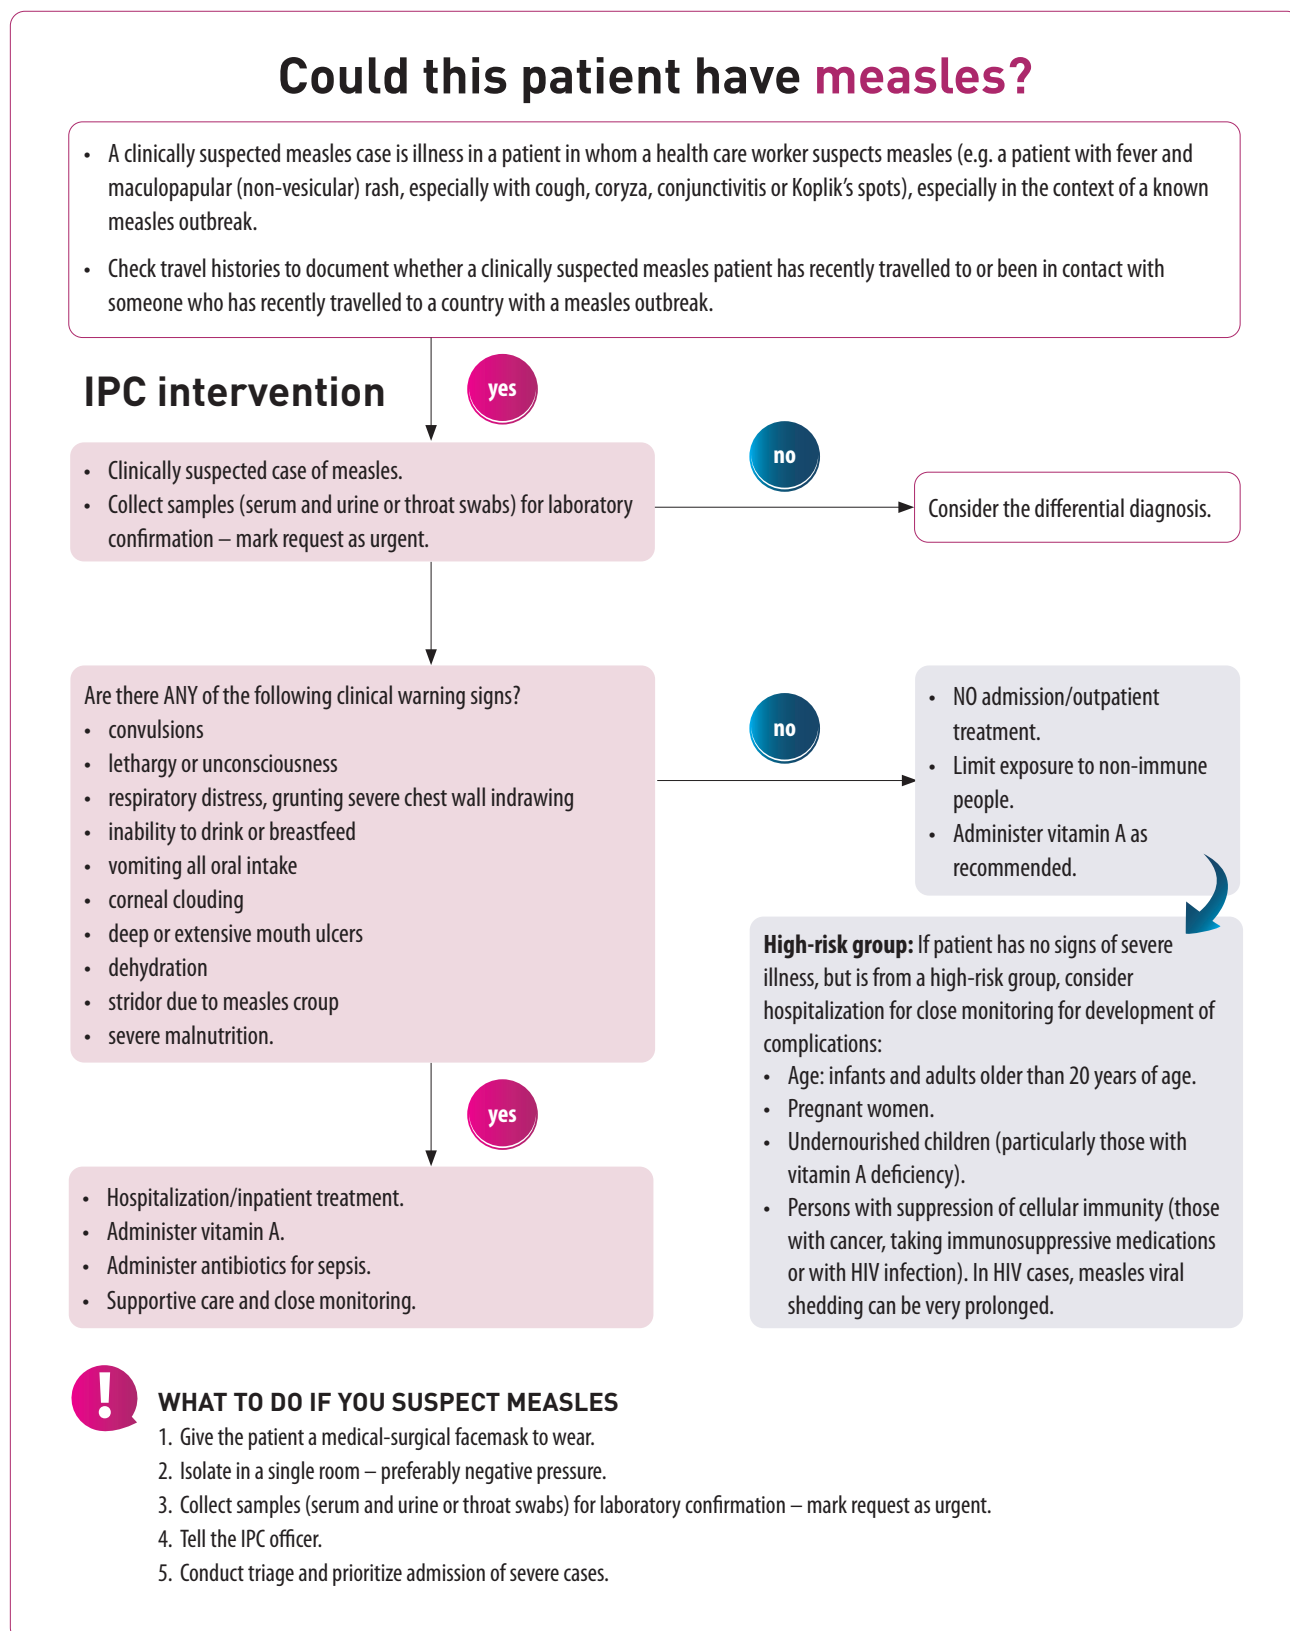 Could this patient have measles?
• A clinically suspected measles case is illness in a patient in whom a health care worker suspects measles (e.g. a patient with fever and
maculopapular (non-vesicular) rash, especially with cough, coryza, conjunctivitis or Koplik's spots), especially in the context of a known
measles outbreak.
• Check travel histories to document whether a clinically suspected measles patient has recently travelled to or been in contact with
someone who has recently travelled to a country with a measles outbreak.
IPC intervention
yes
• Clinically suspected case of measles.
• Collect samples (serum and urine or throat swabs) for laboratory
confirmation – mark request as urgent.
no
Consider the differential diagnosis.
Are there ANY of the following clinical warning signs?
• convulsions
• lethargy or unconsciousness
• respiratory distress, grunting severe chest wall indrawing
• inability to drink or breastfeed
• vomiting all oral intake
• corneal clouding
• deep or extensive mouth ulcers
• dehydration
• stridor due to measles croup
• severe malnutrition.
no
• NO admission/outpatient
treatment.
• Limit exposure to non-immune
people.
• Administer vitamin A as
recommended.
High-risk group: If patient has no signs of severe
illness, but is from a high-risk group, consider
hospitalization for close monitoring for development of
complications:
• Age: infants and adults older than 20 years of age.
• Pregnant women.
• Undernourished children (particularly those with
vitamin A deficiency).
• Persons with suppression of cellular immunity (those
with cancer, taking immunosuppressive medications
or with HIV infection). In HIV cases, measles viral
shedding can be very prolonged.
yes
• Hospitalization/inpatient treatment.
• Administer vitamin A.
• Administer antibiotics for sepsis.
• Supportive care and close monitoring.
!
WHAT TO DO IF YOU SUSPECT MEASLES
1. Give the patient a medical-surgical facemask to wear.
2. Isolate in a single room – preferably negative pressure.
3. Collect samples (serum and urine or throat swabs) for laboratory confirmation – mark request as urgent.
4. Tell the IPC officer.
5. Conduct triage and prioritize admission of severe cases.